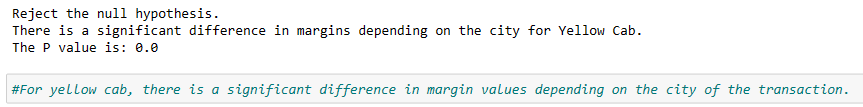 Reject the null hypothesis.
There is a significant difference in margins depending on the city for Yellow Cab.
The P value is: 0.0
#For yellow cab, there is a significant difference in margin values depending on the city of the transaction.